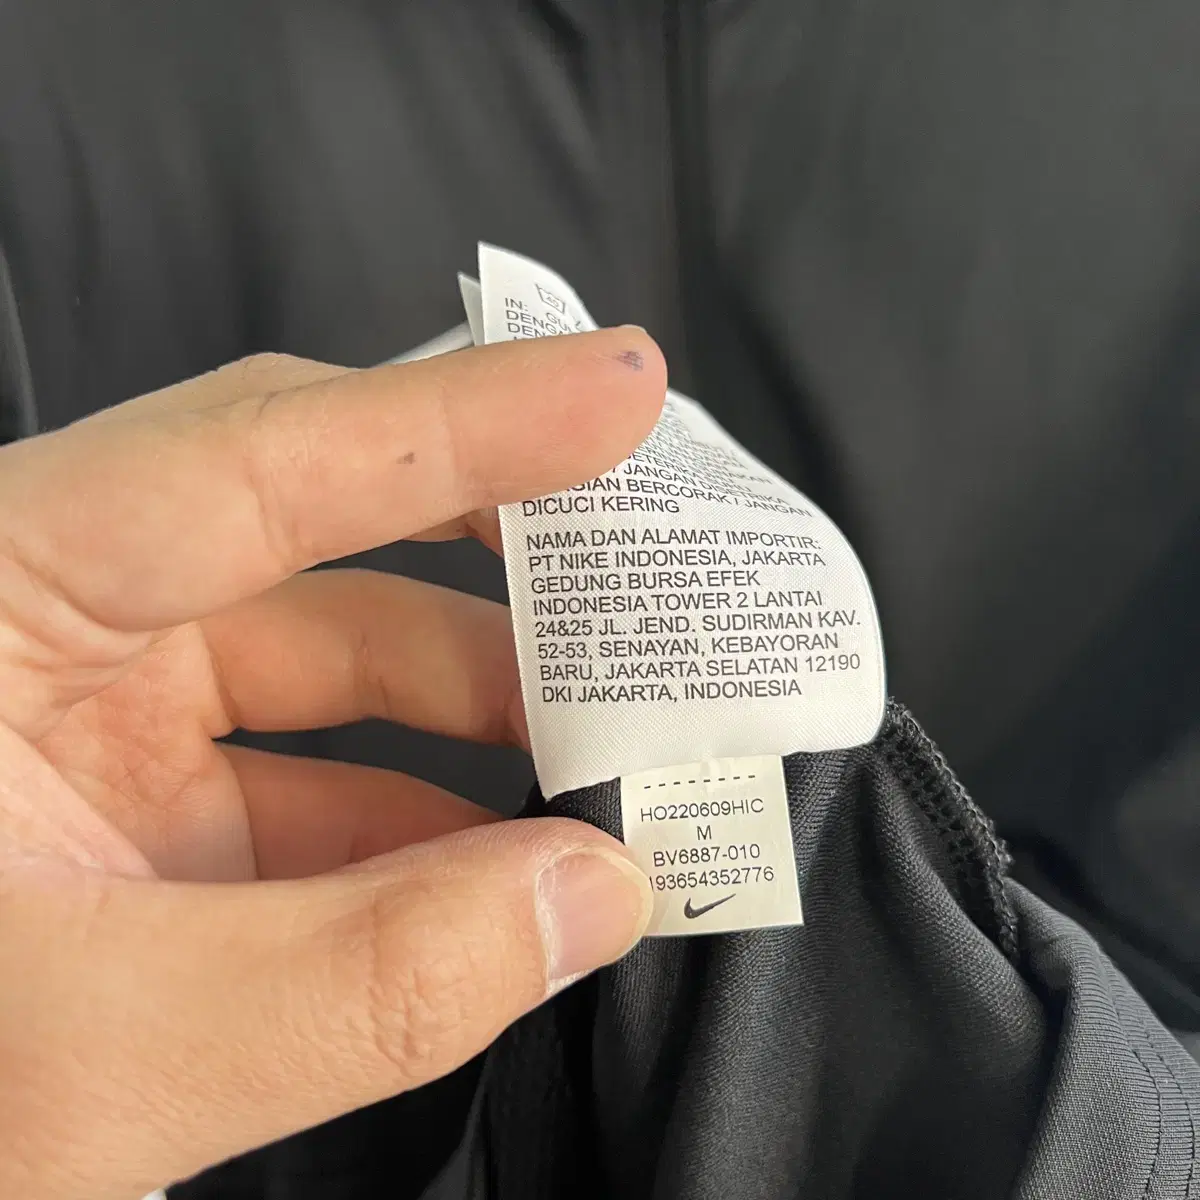 IN:
DENGAN
DICUCI KERING
JANGAN DISETRIKA
BERCORAK / JANGAN
NAMA DAN ALAMAT IMPORTIR:
PT NIKE INDONESIA, JAKARTA
GEDUNG BURSA EFEK
INDONESIA TOWER 2 LANTAI
24&25 JL. JEND. SUDIRMAN KAV.
52-53, SENAYAN, KEBAYORAN
BARU, JAKARTA SELATAN 12190
DKI JAKARTA, INDONESIA
HO220609HIC
M
BV6887-010
193654352776